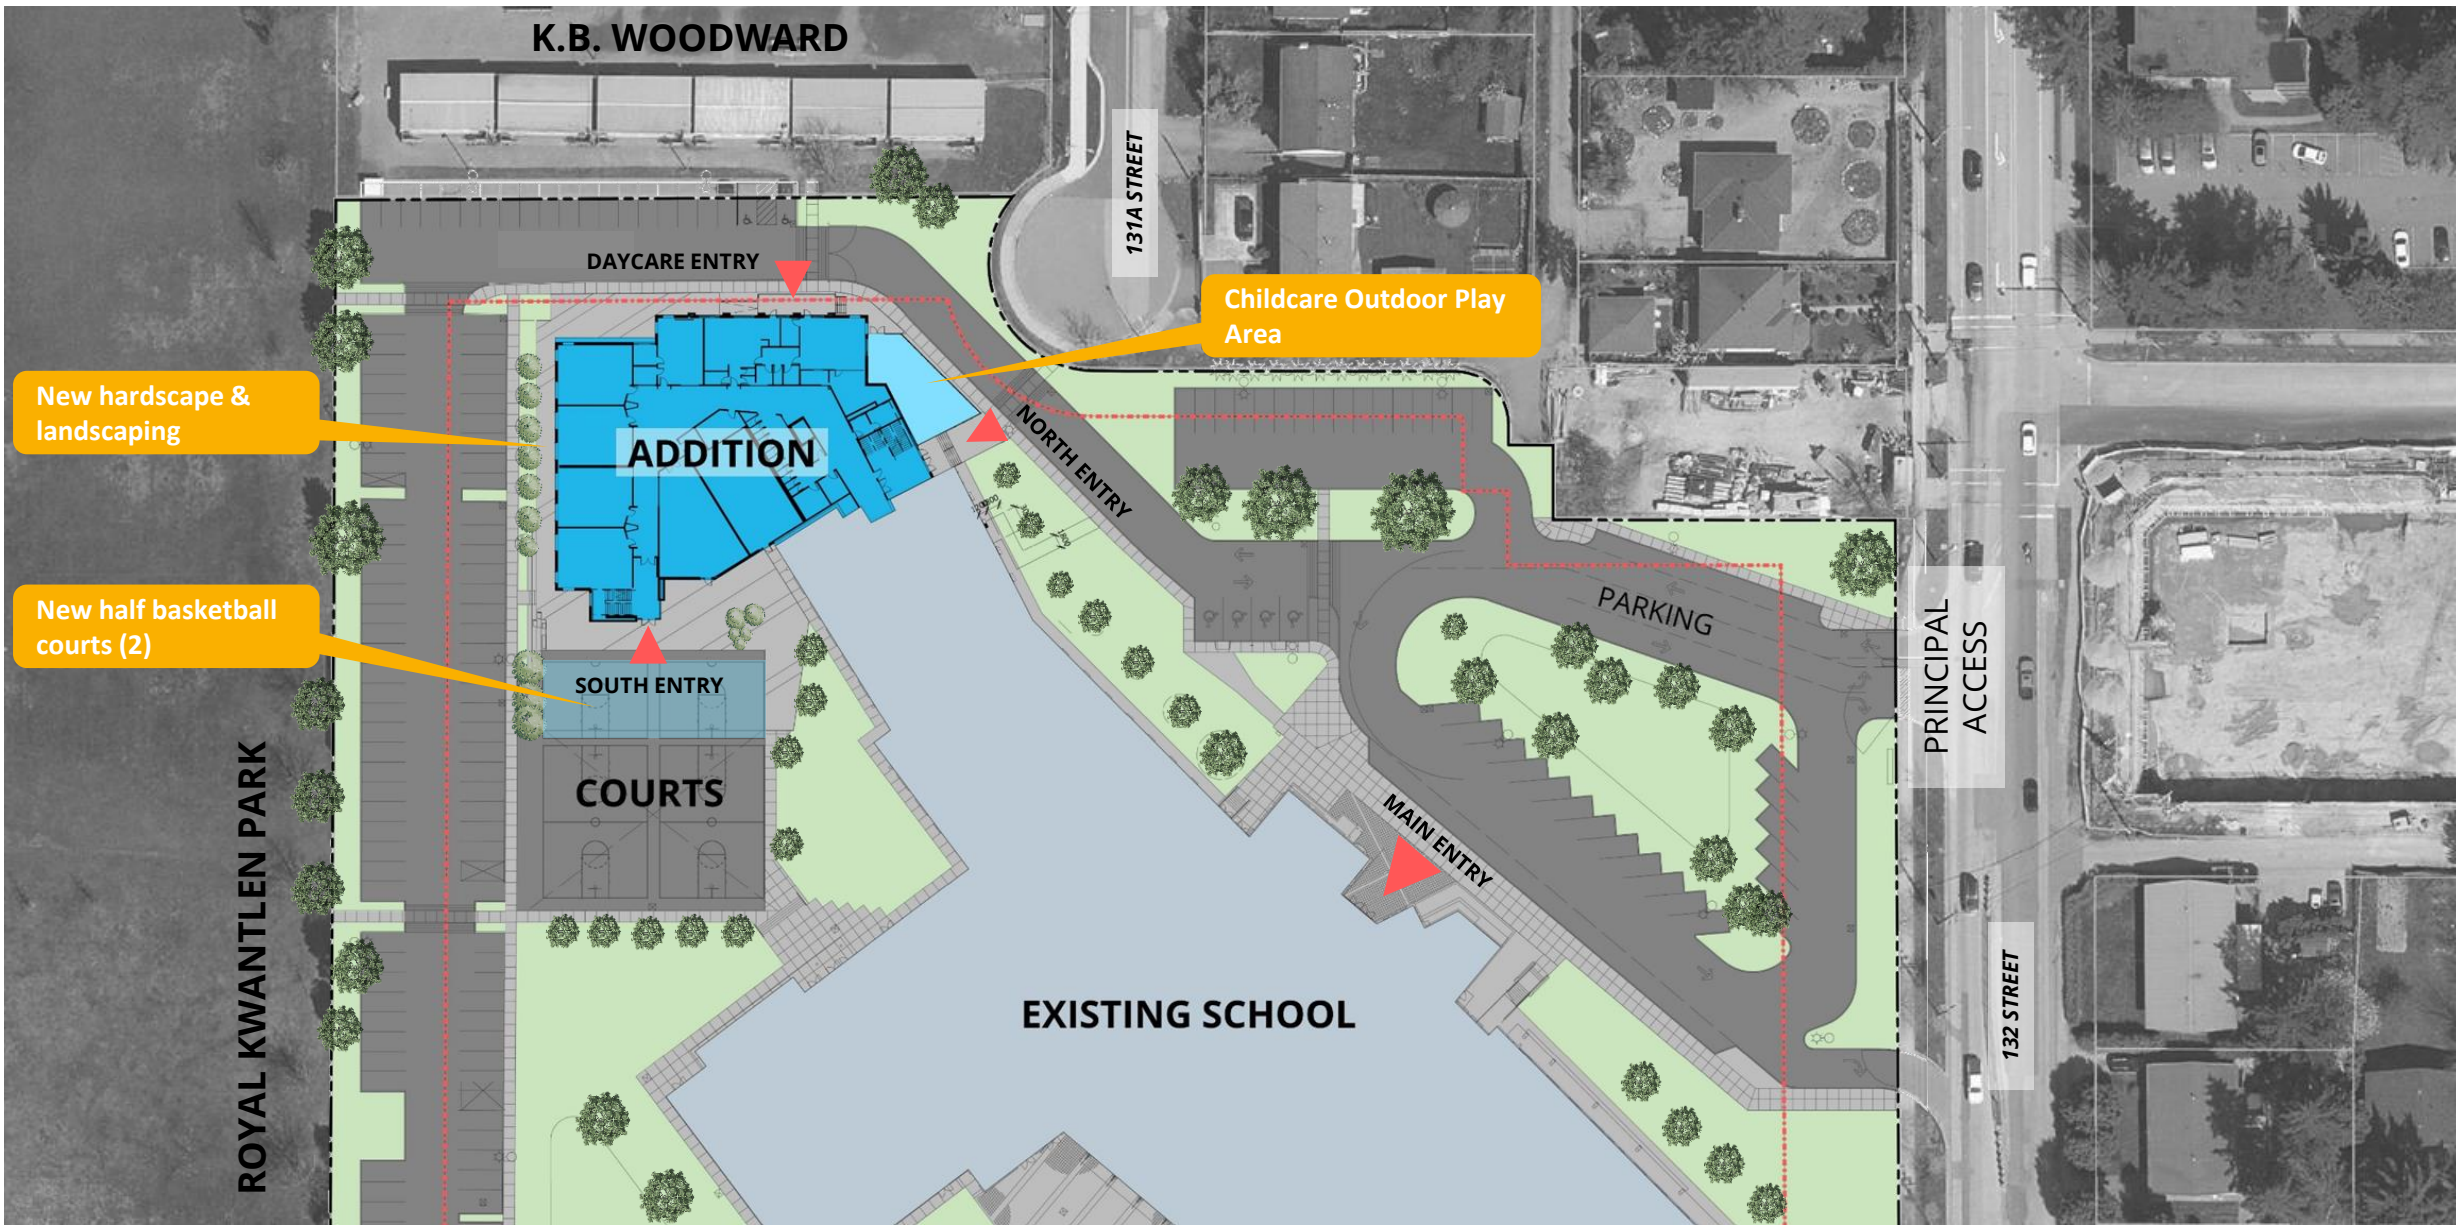 K.B. WOODWARD
131A STREET
DAYCARE ENTRY
Childcare Outdoor Play
Area
New hardscape &
landscaping
ADDITION
NORTH ENTRY
New half basketball
courts (2)
PARKING
PRINCIPAL
ACCESS
SOUTH ENTRY
COURTS
MAIN ENTRY
ROYAL KWANTLEN PARK
EXISTING SCHOOL
132 STREET